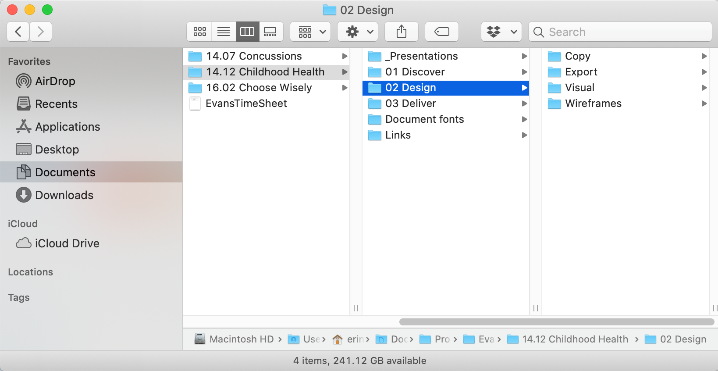 02 Design
Search
Favorites
AirDrop
Recents
Applications
Desktop
Documents
Downloads
iCloud
iCloud Drive
Locations
Tags
14.07 Concussions
14.12 Childhood Health
16.02 Choose Wisely
EvansTimeSheet
_Presentations
01 Discover
02 Design
03 Deliver
Document fonts
Links
Copy
Export
Visual
Wireframes
Macintosh HD › Use› erin› Doc› Pro› Eva› 14.12 Childhood Health › 02 Design
4 items, 241.12 GB available